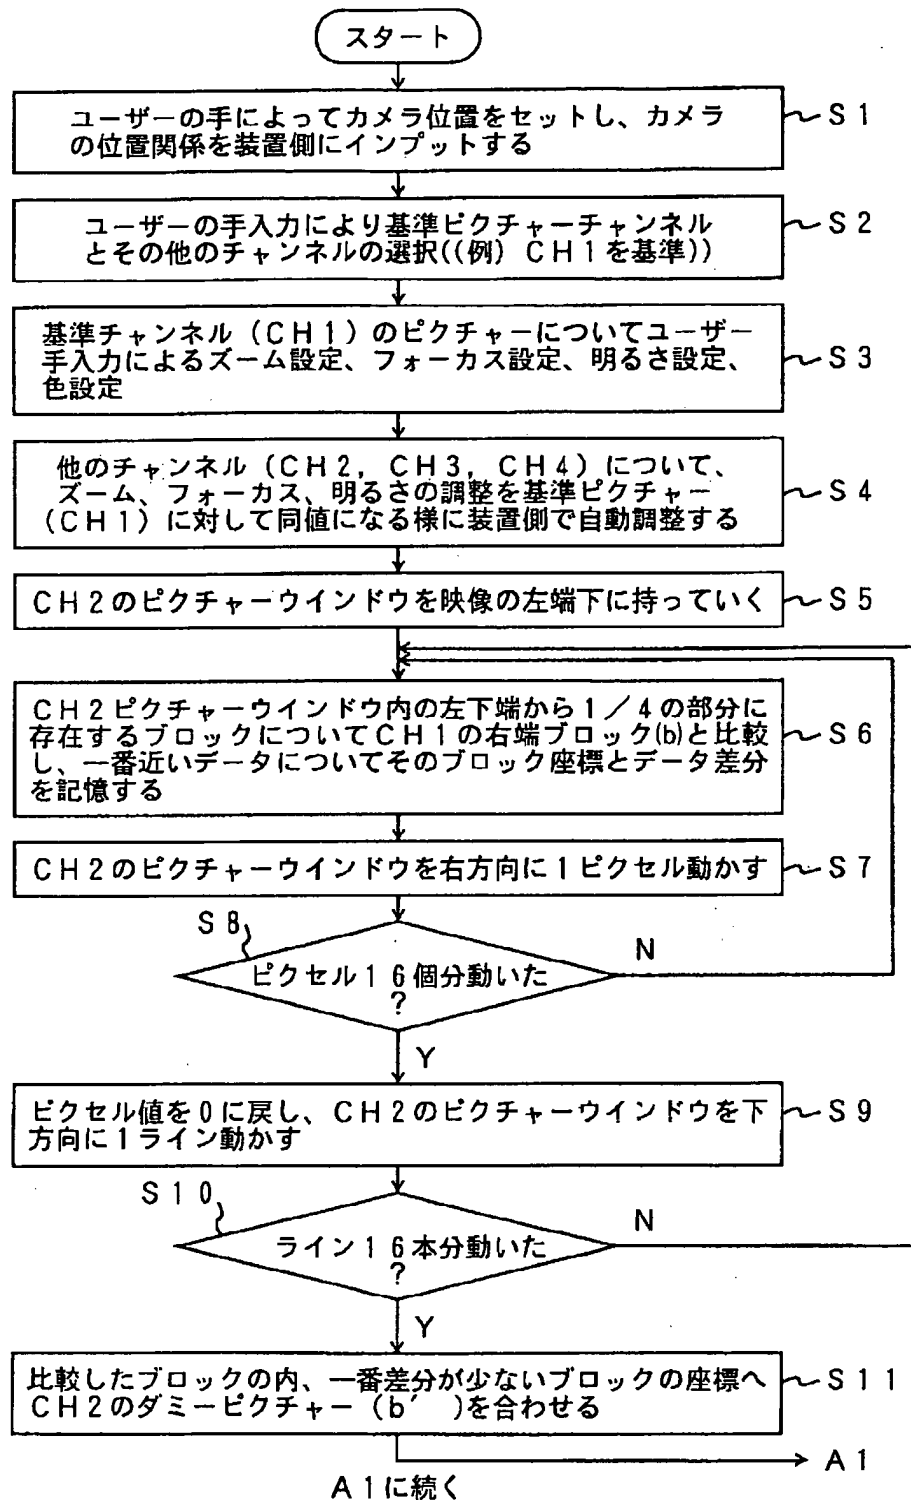 スタート
ユーザーの手によってカメラ位置をセットし、カメラ
の位置関係を装置側にインプットする
S1
ユーザーの手入力により基準ピクチャーチャンネル
とその他のチャンネルの選択((例)CH1を基準))
S2
基準チャンネル(CH1)のピクチャーについてユーザー
手入力によるズーム設定、フォーカス設定、明るさ設定、
色設定
S3
他のチャンネル(CH2,CH3,CH4)について、
ズーム、フォーカス、明るさの調整を基準ピクチャー
(CH1)に対して同値になる様に装置側で自動調整する
S4
CH2のピクチャーウインドウを映像の左端下に持っていく
S5
CH2ピクチャーウインドウ内の左下端から1/4の部分に
存在するブロックについてCH1の右端ブロック(b)と比較
し、一番近いデータについてそのブロック座標とデータ差分
を記憶する
S6
CH2のピクチャーウインドウを右方向に1ピクセル動かす
S7
S8
ピクセル16個分動いた
?
N
Y
ピクセル値を0に戻し、CH2のピクチャーウインドウを下
方向に1ライン動かす
S9
S10
ライン16本分動いた
?
N
Y
比較したブロックの内、一番差分が少ないブロックの座標へ
CH2のダミーピクチャー(b′ )を合わせる
S11
A1
A1に続く